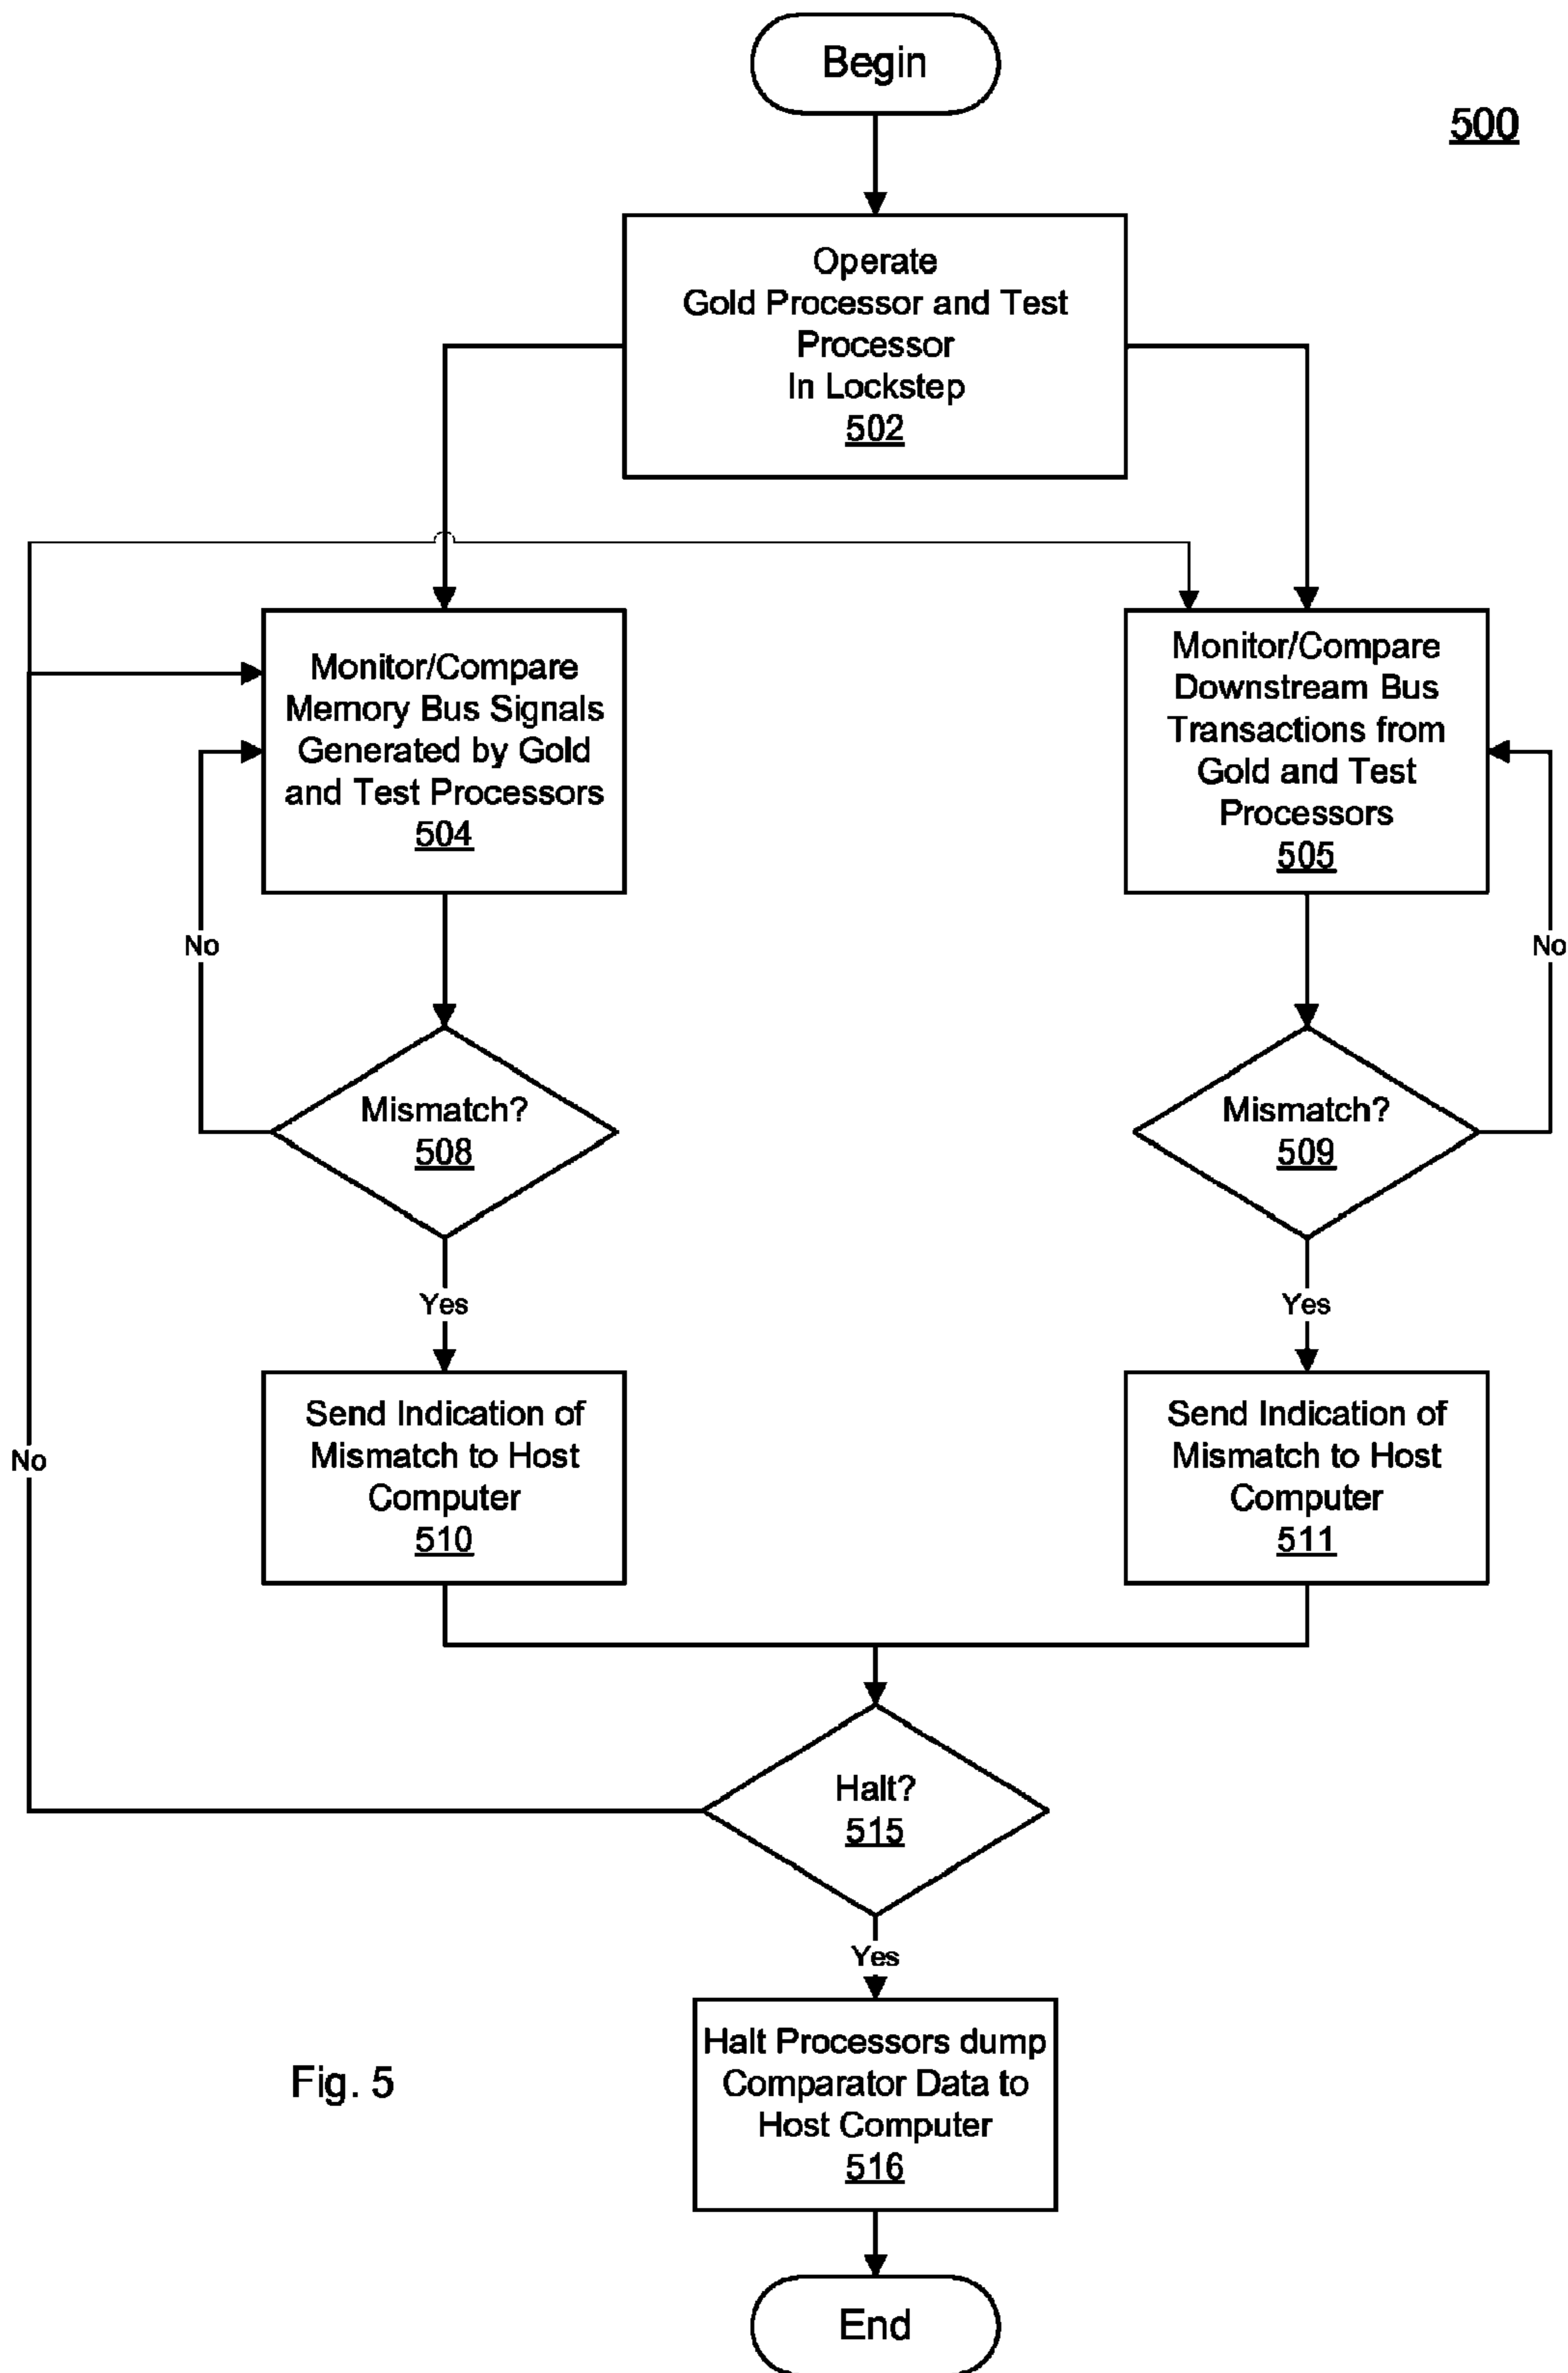 Begin
500
Operate
Gold Processor and Test
Processor
In Lockstep
502
Monitor/Compare
Memory Bus Signals
Generated by Gold
and Test Processors
504
Monitor/Compare
Downstream Bus
Transactions from
Gold and Test
Processors
505
No
No
Mismatch?
508
Mismatch?
509
Yes
Yes
Send Indication of
Mismatch to Host
Computer
510
Send Indication of
Mismatch to Host
Computer
511
No
Halt?
515
Yes
Halt Processors dump
Comparator Data to
Host Computer
516
Fig. 5
End